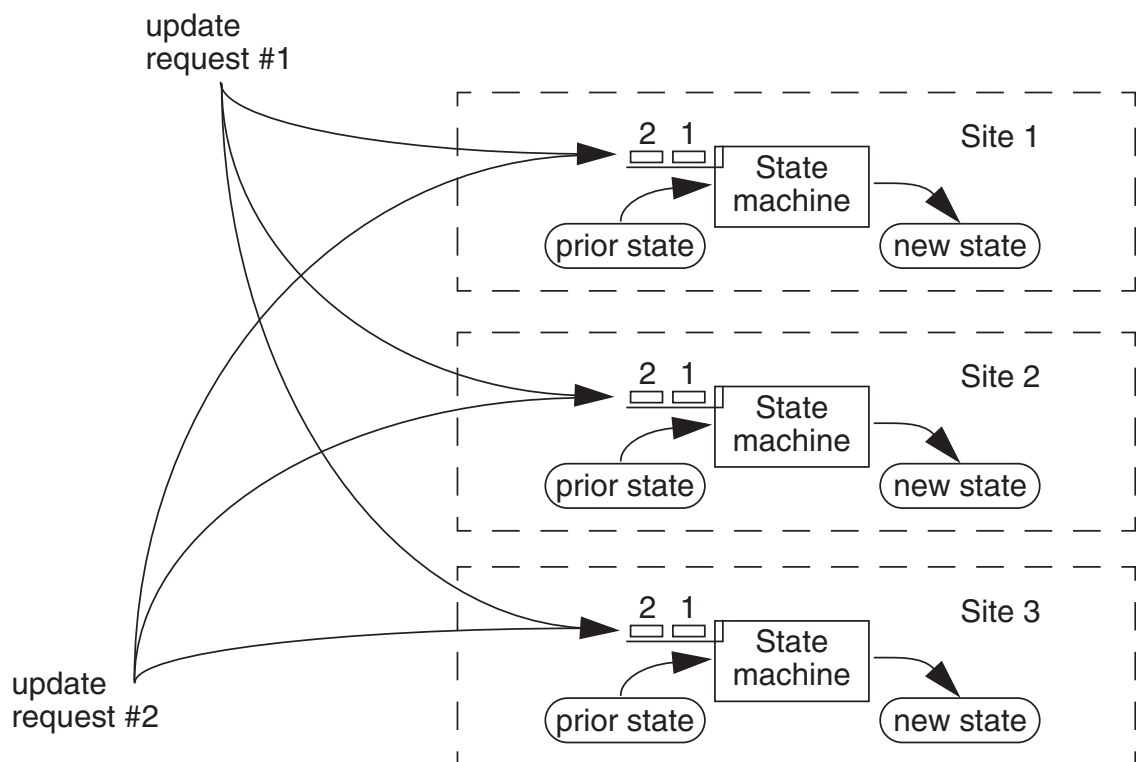 update
request #1
2 1
Site 1
State
machine
prior state
new state
2 1
Site 2
State
machine
prior state
new state
2 1
Site 3
State
machine
prior state
new state
update
request #2